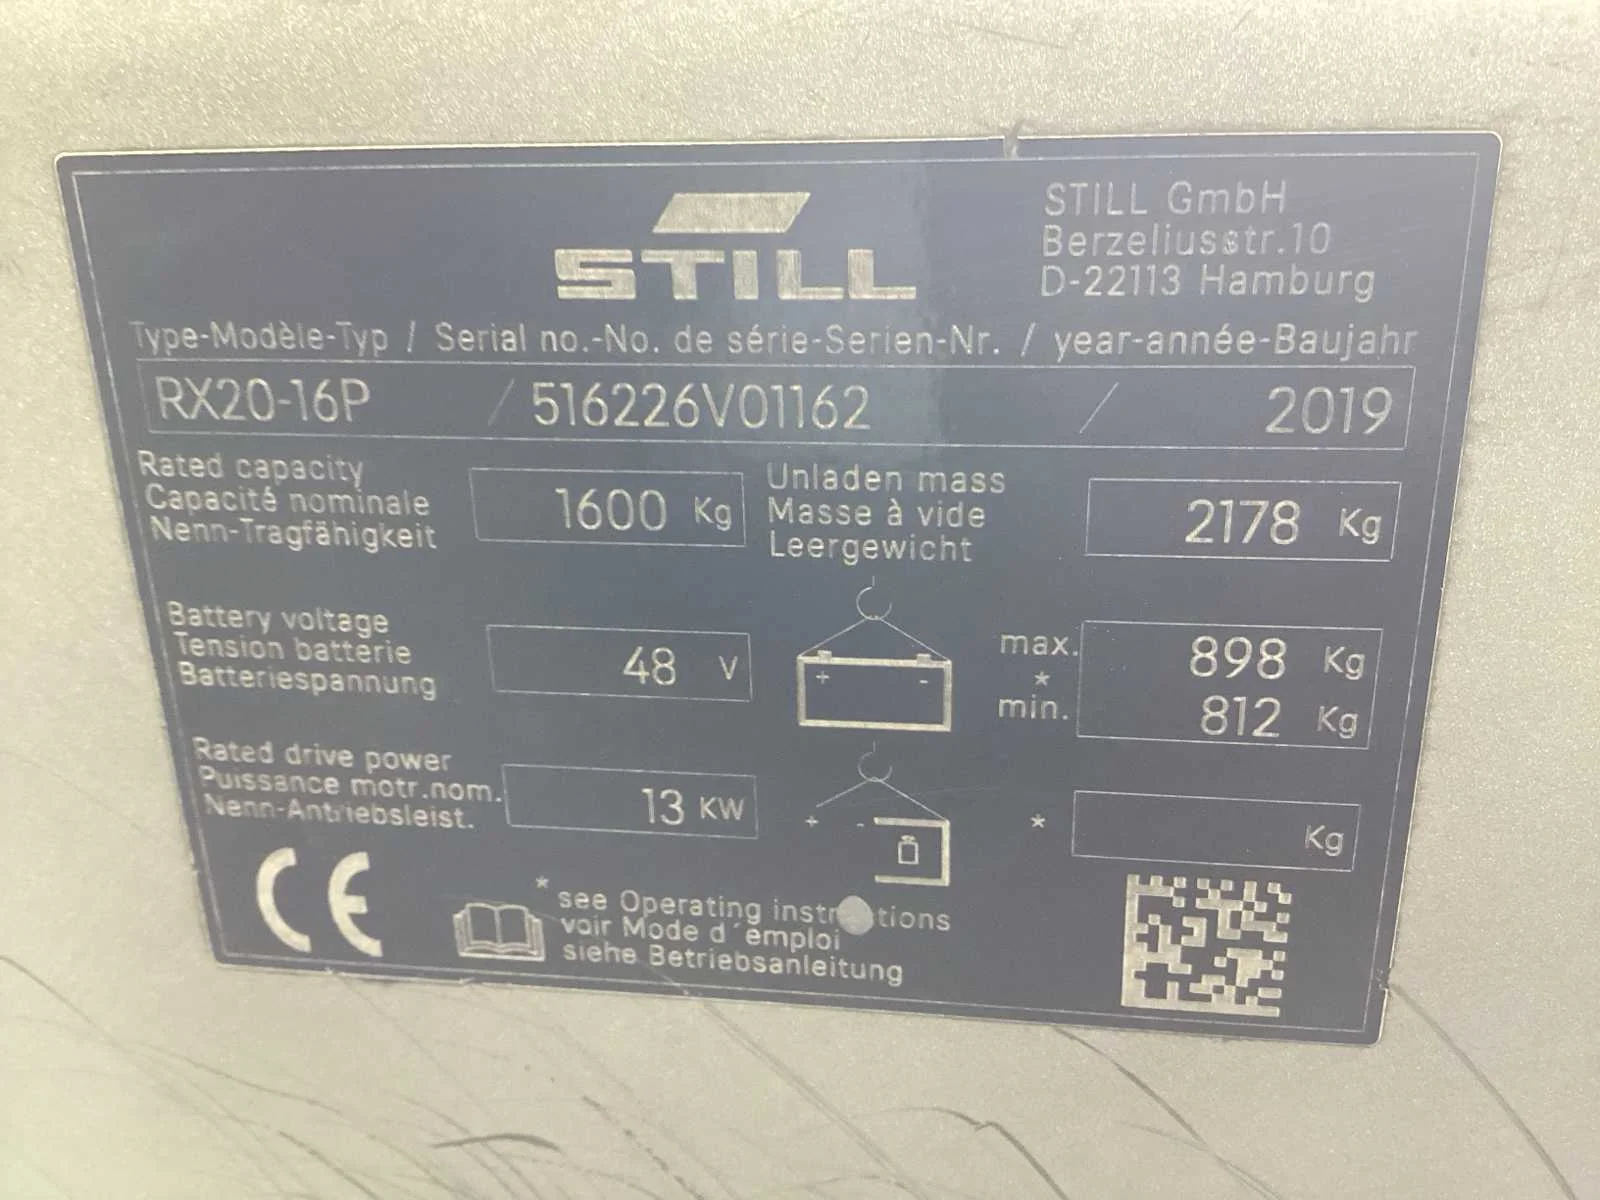 STILL
STILL GmbH
Berzeliusstr.10
D-22113 Hamburg
Type-Modèle-Typ / Serial no.-No. de série-Serien-Nr. / year-année-Baujahr
RX20-16P / 516226V01162 / 2019
Rated capacity
Capacité nominale
Nenn-Tragfähigkeit
1600 Kg
Unladen mass
Masse à vide
Leergewicht
2178 Kg
Battery voltage
Tension batterie
Batteriespannung
48 V
+ -
max. 898 Kg
*
min. 812 Kg
Rated drive power
Puissance motr.nom.
Nenn-Antriebsleist.
13 KW
+ -
* Kg
CE
* see Operating instr tions
voir Mode d´emploi
siehe Betriebsanleitung